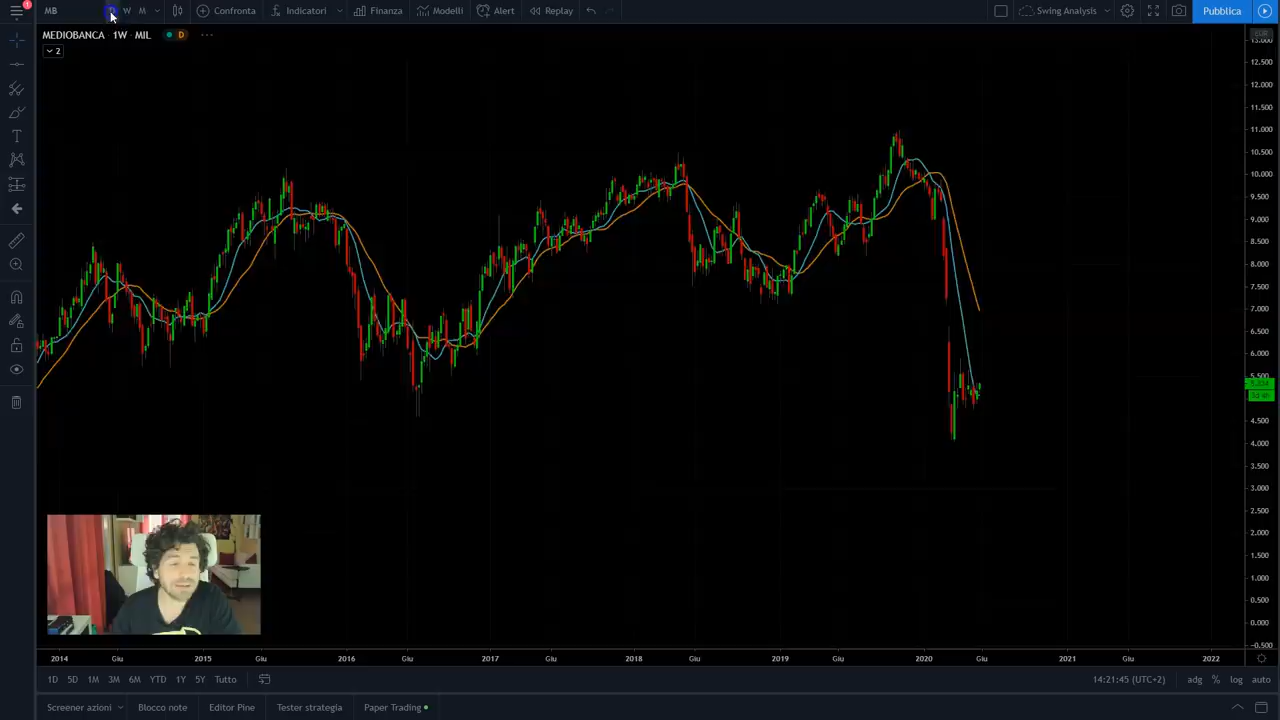 MB
D
W
M
Confronta
Indicatori
Finanza
Modelli
Alert
Replay
Swing Analysis
Pubblica
1
MEDIOBANCA · 1W · MIL
D
2
EUR
13.000
12.500
12.000
11.500
11.000
10.500
10.000
9.500
9.000
8.500
8.000
7.500
7.000
6.500
6.000
5.500
4.500
4.000
3.500
3.000
2.500
2.000
1.500
1.000
0.500
0.000
-0.500
2014
Giu
2015
Giu
2016
Giu
2017
Giu
2018
Giu
2019
Giu
2020
Giu
2021
Giu
2022
1D
5D
1M
3M
6M
YTD
1Y
5Y
Tutto
14:21:45 (UTC+2)
adg
%
log
auto
Screener azioni
Blocco note
Editor Pine
Tester strategia
Paper Trading